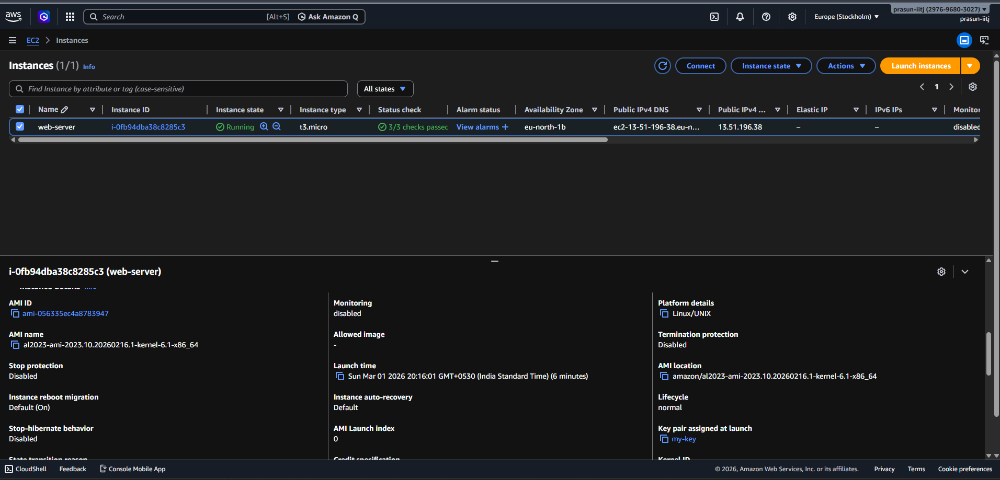 aws
Search [Alt+S] Ask Amazon Q
Europe (Stockholm)
prasun-iitj (2976-9680-3027)
prasun-iitj
EC2 > Instances
Instances (1/1) Info
Connect Instance state Actions Launch instances
Find Instance by attribute or tag (case-sensitive) All states 1
Name Instance ID Instance state Instance type Status check Alarm status Availability Zone Public IPv4 DNS Public IPv4 ... Elastic IP IPv6 IPs Monitor
web-server i-0fb94dba38c8285c3 Running t3.micro 3/3 checks passec View alarms + eu-north-1b ec2-13-51-196-38.eu-n... 13.51.196.38 – – disabled
i-0fb94dba38c8285c3 (web-server)
Instance details Info
AMI ID
ami-056335ec4a8783947
AMI name
al2023-ami-2023.10.20260216.1-kernel-6.1-x86_64
Stop protection
Disabled
Instance reboot migration
Default (On)
Stop-hibernate behavior
Disabled
State transition reason
Monitoring
disabled
Allowed image
-
Launch time
Sun Mar 01 2026 20:16:01 GMT+0530 (India Standard Time) (6 minutes)
Instance auto-recovery
Default
AMI Launch index
0
Credit specification
Platform details
Linux/UNIX
Termination protection
Disabled
AMI location
amazon/al2023-ami-2023.10.20260216.1-kernel-6.1-x86_64
Lifecycle
normal
Key pair assigned at launch
my-key
Kernel ID
CloudShell Feedback Console Mobile App © 2026, Amazon Web Services, Inc. or its affiliates. Privacy Terms Cookie preferences